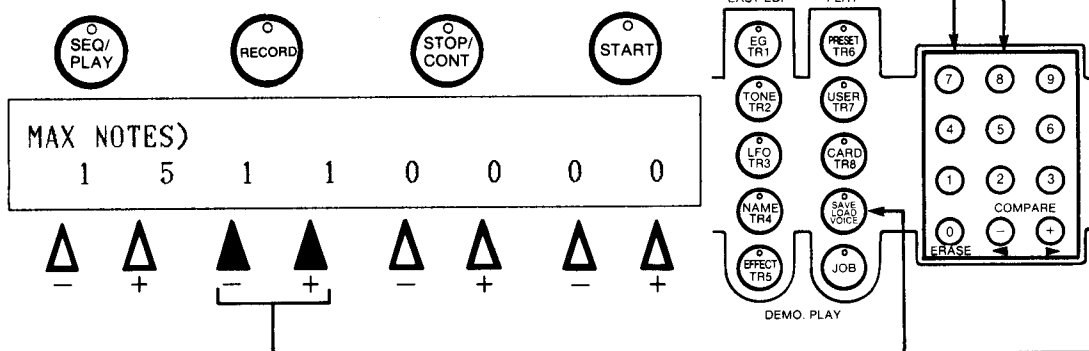 SEQ/
PLAY
RECORD
STOP/
CONT
START
MAX NOTES)
1 5 1 1 0 0 0 0
- + - + - + - +
EG
TR1
PRESET
TR6
TONE
TR2
USER
TR7
LFO
TR3
CARD
TR8
NAME
TR4
SAVE
LOAD
VOICE
EFFECT
TR5
JOB
DEMO. PLAY
7 8 9
4 5 6
1 2 3
COMPARE
0 - +
ERASE